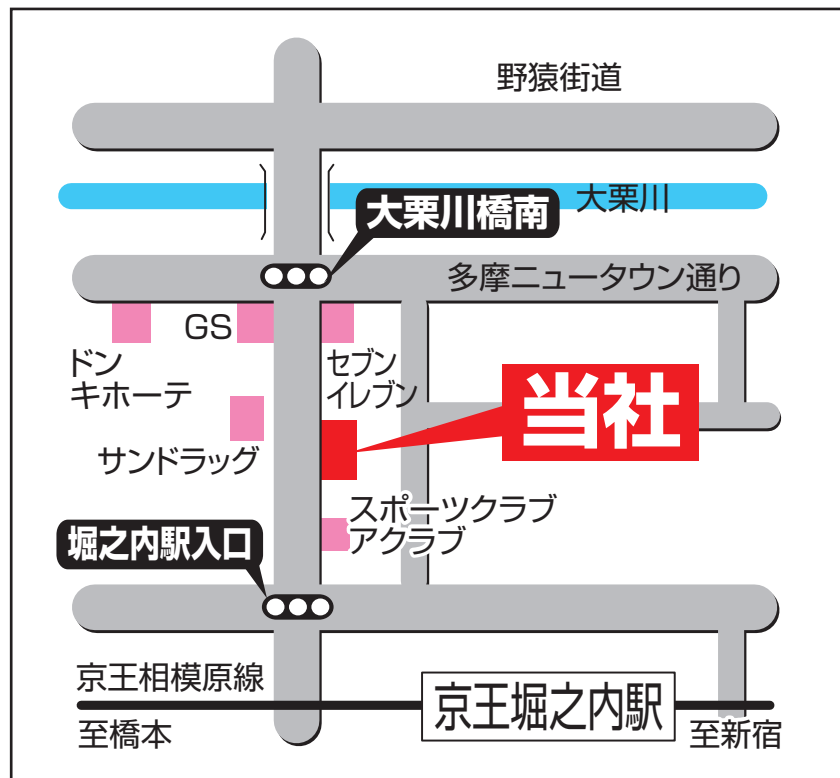 野猿街道
大栗川
大栗川橋南
多摩ニュータウン通り
GS
ドン
キホーテ
セブン
イレブン
当社
サンドラッグ
スポーツクラブ
アクラブ
堀之内駅入口
京王相模原線
京王堀之内駅
至橋本
至新宿